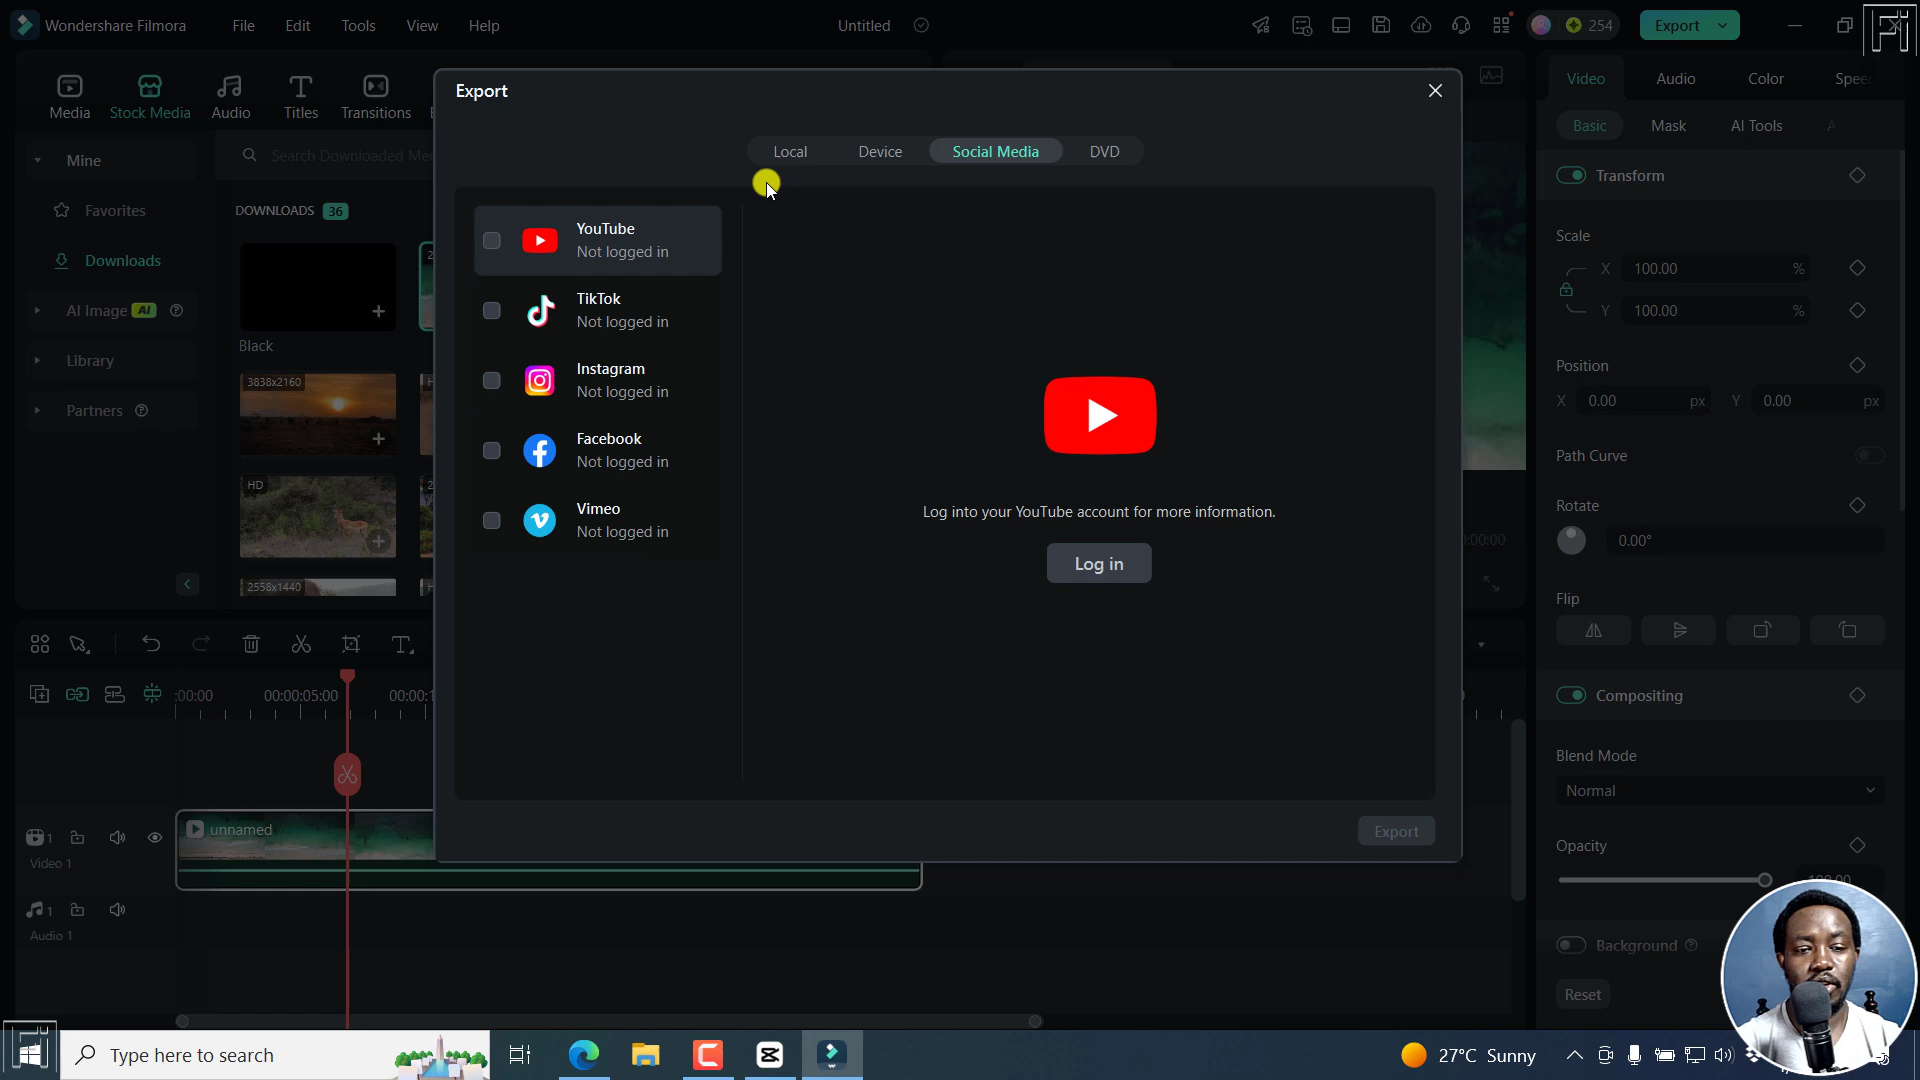 Wondershare Filmora
File
Edit
Tools
View
Help
Untitled
254
Export
Media
Stock Media
Audio
Titles
Transitions
Export
Local
Device
Social Media
DVD
Video
Audio
Color
Basic
Mask
AI Tools
Mine
Search Downloaded
Favorites
DOWNLOADS 36
Downloads
AI Image AI
Black
Library
3838x2160
Partners
HD
2558x1440
YouTube
Not logged in
TikTok
Not logged in
Instagram
Not logged in
Facebook
Not logged in
Vimeo
Not logged in
Log into your YouTube account for more information.
Log in
Export
Transform
Scale
X 100.00 %
Y 100.00 %
Position
X 0.00 px Y 0.00 px
Path Curve
Rotate
0.00°
Flip
Compositing
Blend Mode
Normal
Opacity
100.00
Background
Reset
:00:00
00:00:05:00
unnamed
1
Video 1
1
Audio 1
Type here to search
27°C Sunny